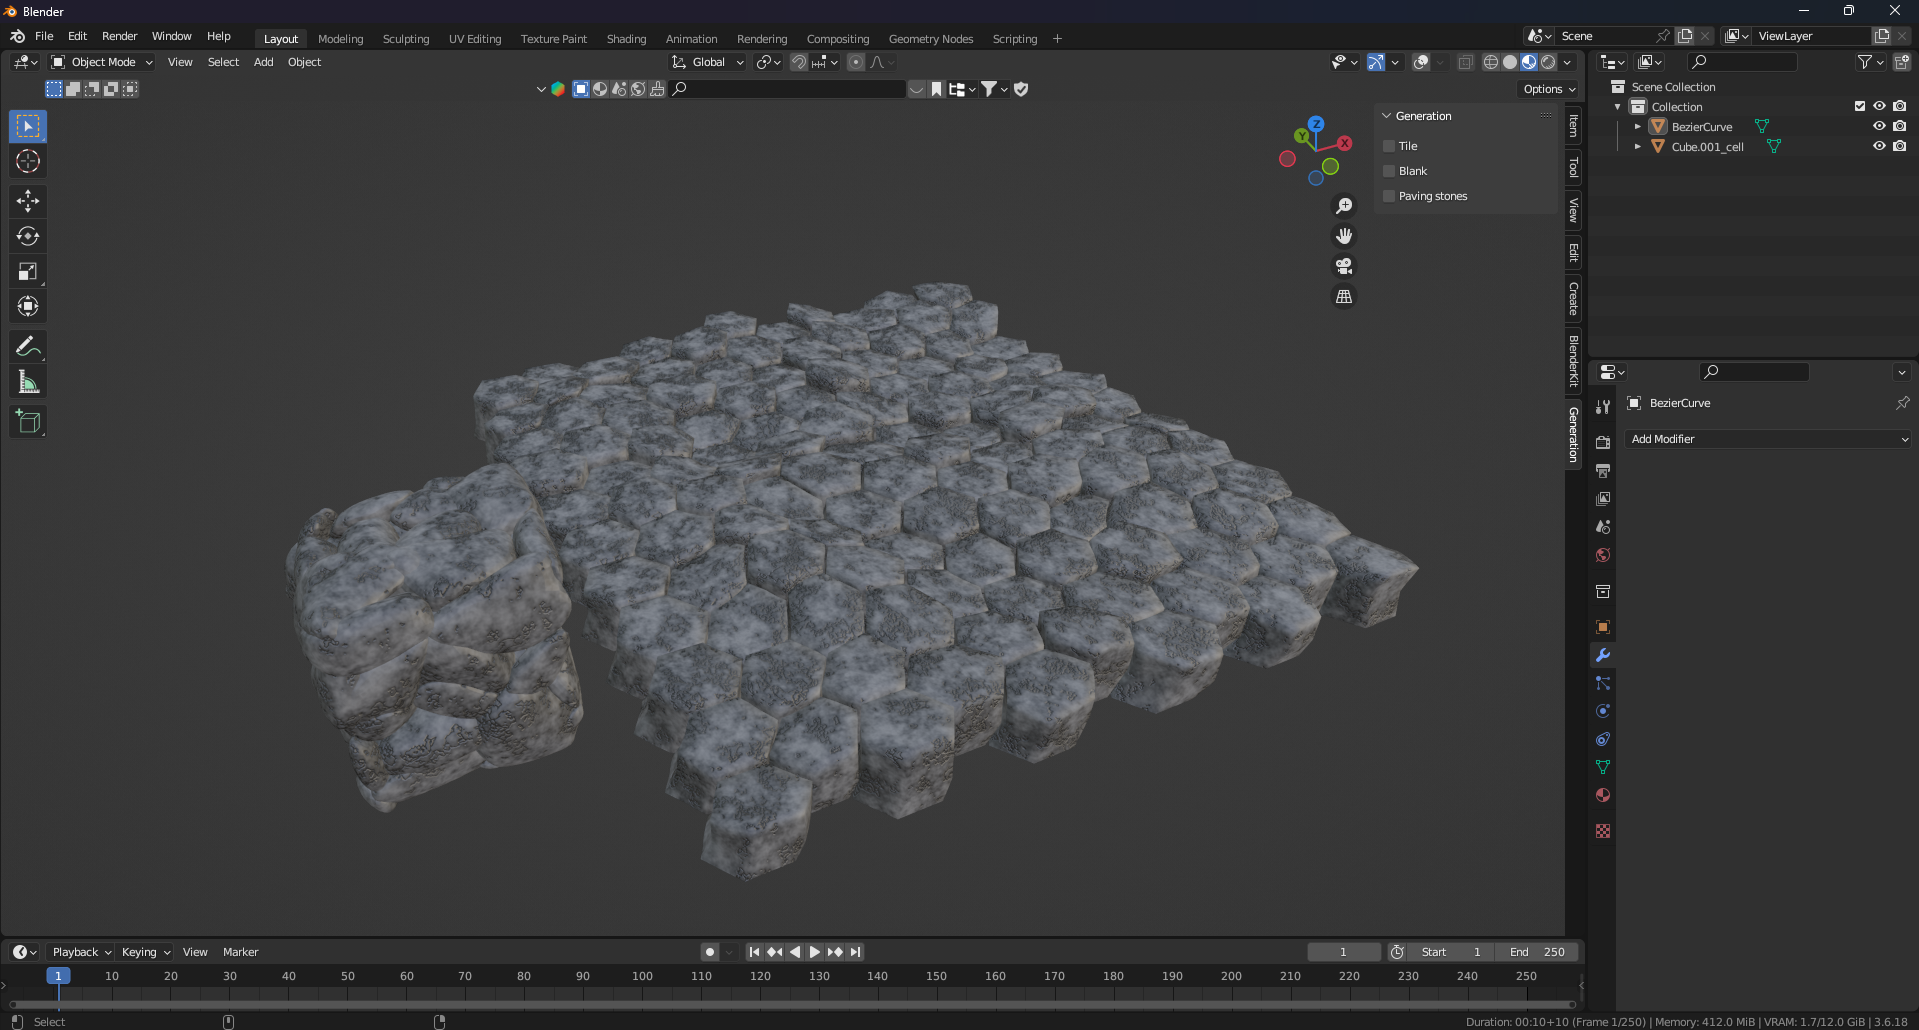 Blender
File Edit Render Window Help Layout Modeling Sculpting UV Editing Texture Paint Shading Animation Rendering Compositing Geometry Nodes Scripting + Scene ViewLayer
Object Mode View Select Add Object Global
Options
Generation
Tile
Blank
Paving stones
Z
Y
X
Item
Tool
View
Edit
Create
BlenderKit
Generation
Scene Collection
Collection
BezierCurve
Cube.001_cell
BezierCurve
Add Modifier
Playback Keying View Marker 1 Start 1 End 250
1 10 20 30 40 50 60 70 80 90 100 110 120 130 140 150 160 170 180 190 200 210 220 230 240 250
Select Duration: 00:10+10 (Frame 1/250) | Memory: 412.0 MiB | VRAM: 1.7/12.0 GiB | 3.6.18